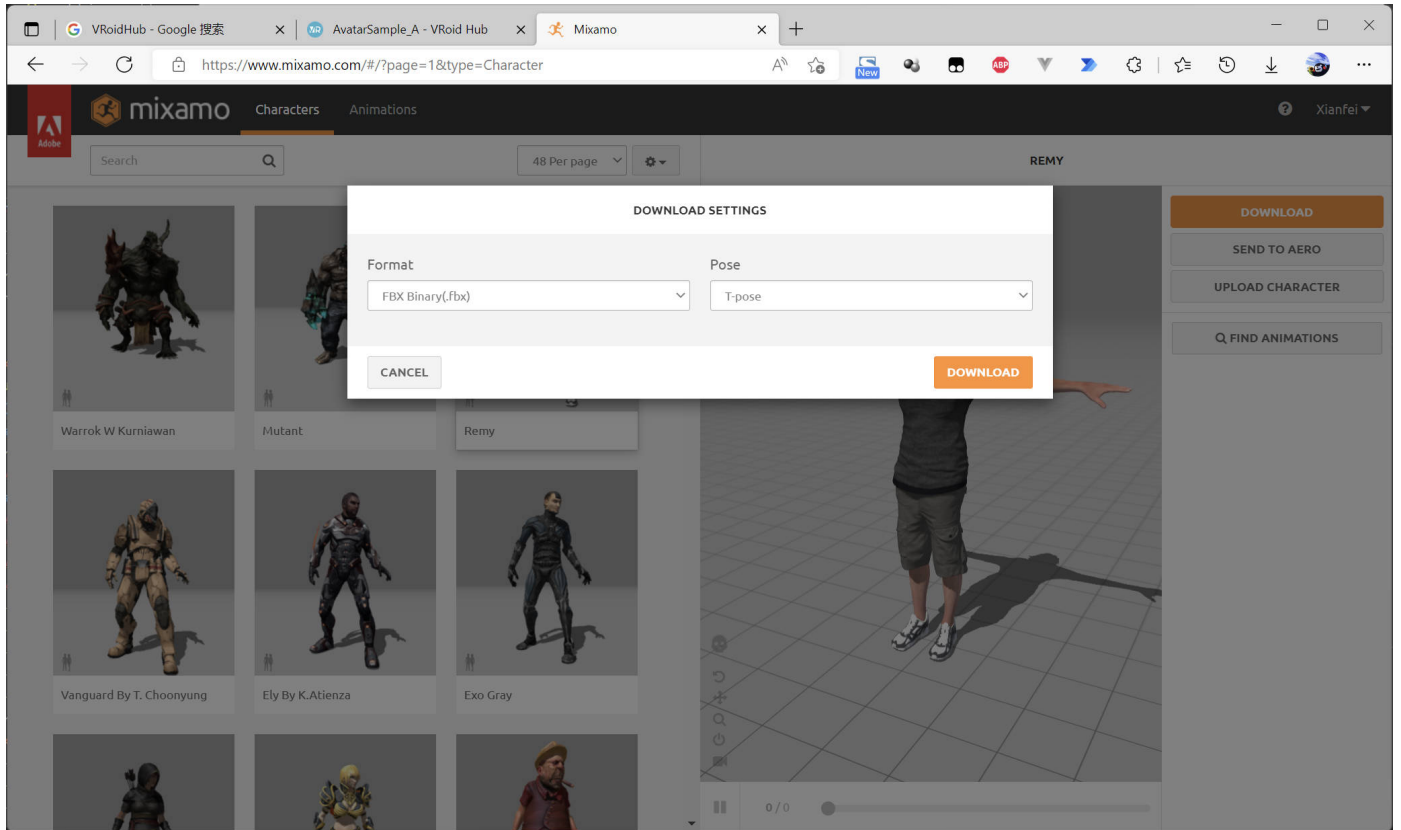 VRoidHub - Google 搜索
AvatarSample_A - VRoid Hub
Mixamo
https://www.mixamo.com/#/?page=1&type=Character
New
ABP
Adobe
mixamo
Characters
Animations
Xianfei
Search
48 Per page
REMY
DOWNLOAD SETTINGS
Format
Pose
FBX Binary(.fbx)
T-pose
CANCEL
DOWNLOAD
DOWNLOAD
SEND TO AERO
UPLOAD CHARACTER
FIND ANIMATIONS
Warrok W Kurniawan
Mutant
Remy
Vanguard By T. Choonyung
Ely By K.Atienza
Exo Gray
0 / 0